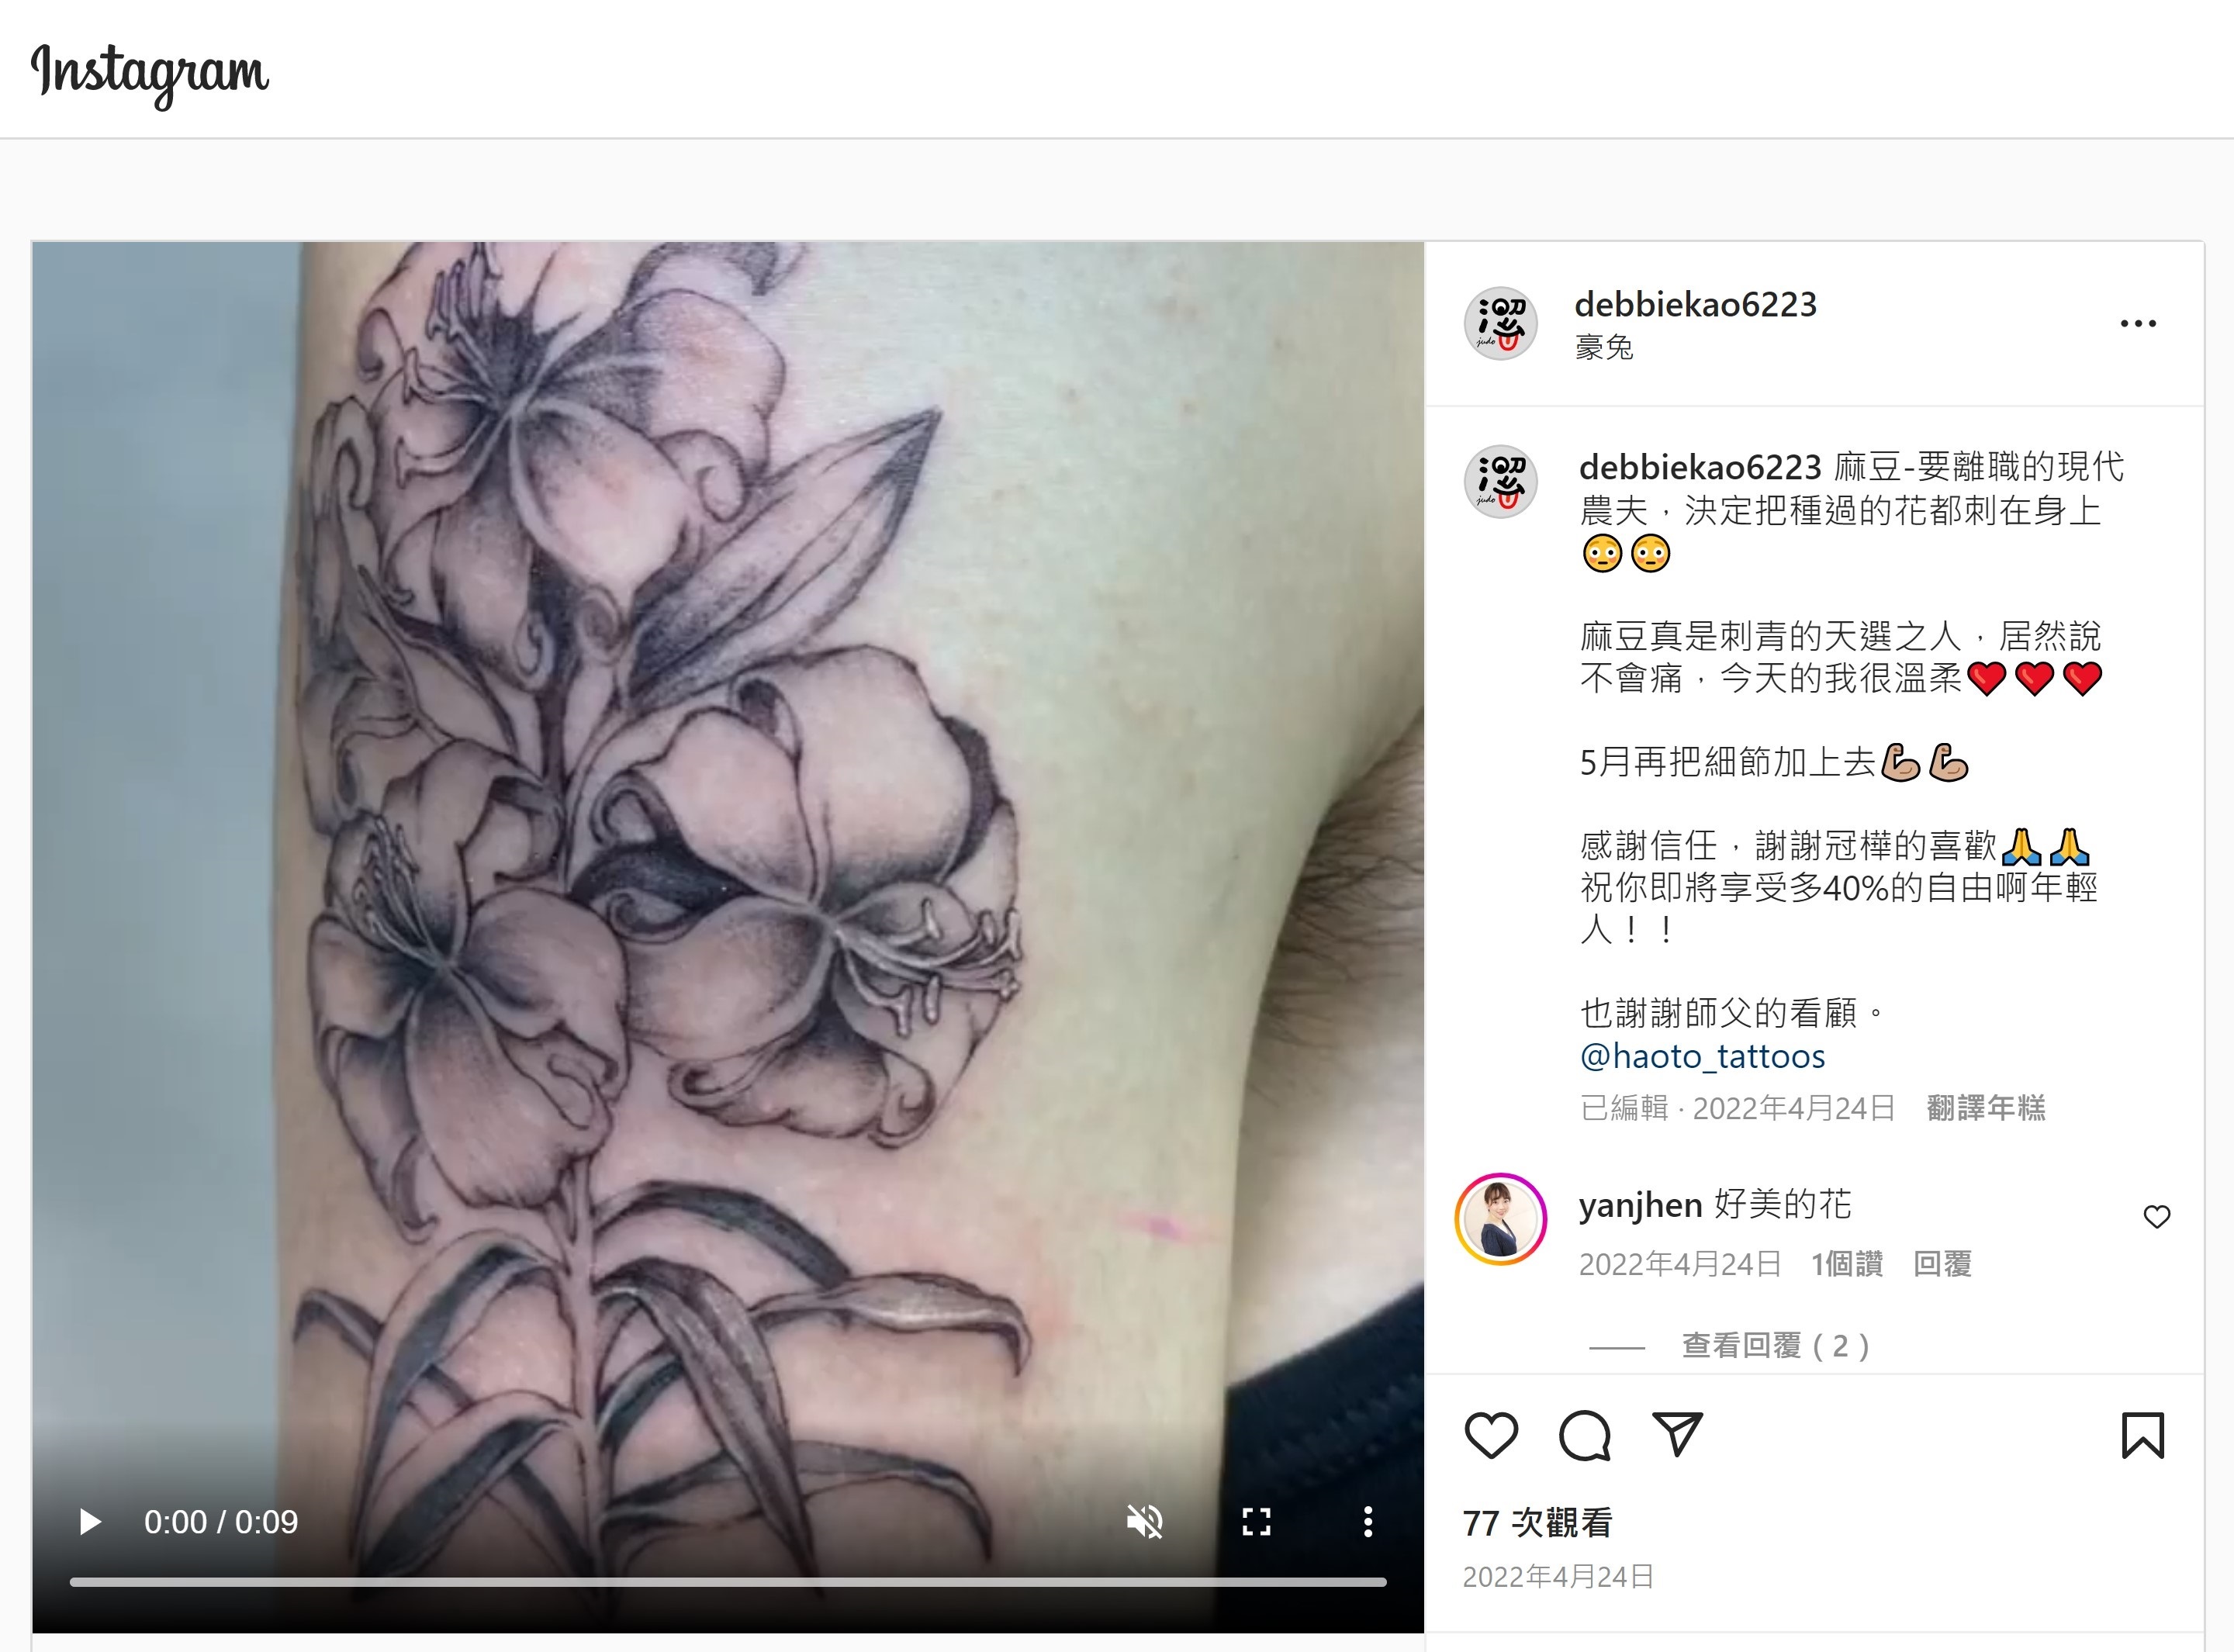 Instagram
debbiekao6223
豪兔
debbiekao6223 麻豆-要離職的現代
農夫，決定把種過的花都刺在身上
😳😳
麻豆真是刺青的天選之人，居然說
不會痛，今天的我很溫柔❤️❤️❤️
5月再把細節加上去💪🏼💪🏼
感謝信任，謝謝冠樺的喜歡🙏🙏
祝你即將享受多40%的自由啊年輕
人！！
也謝謝師父的看顧。
@haoto_tattoos
已編輯 · 2022年4月24日 翻譯年糕
yanjhen 好美的花
2022年4月24日 1個讚 回覆
查看回覆（2）
0:00 / 0:09
77 次觀看
2022年4月24日